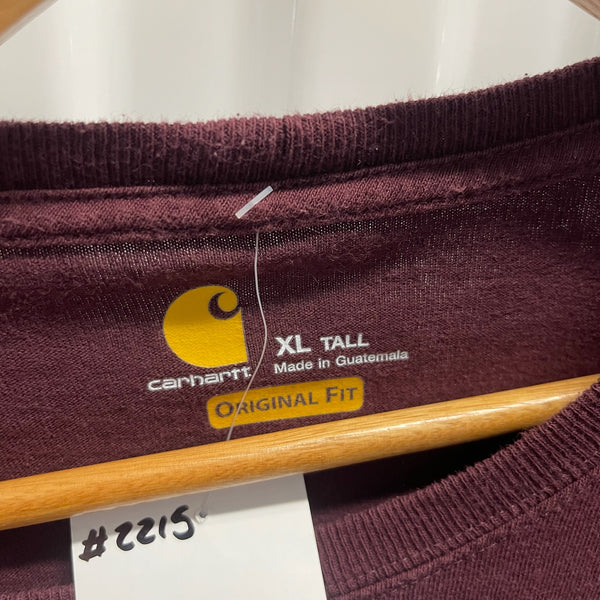 carhartt
XL TALL
Made in Guatemala
ORIGINAL FIT
#2215